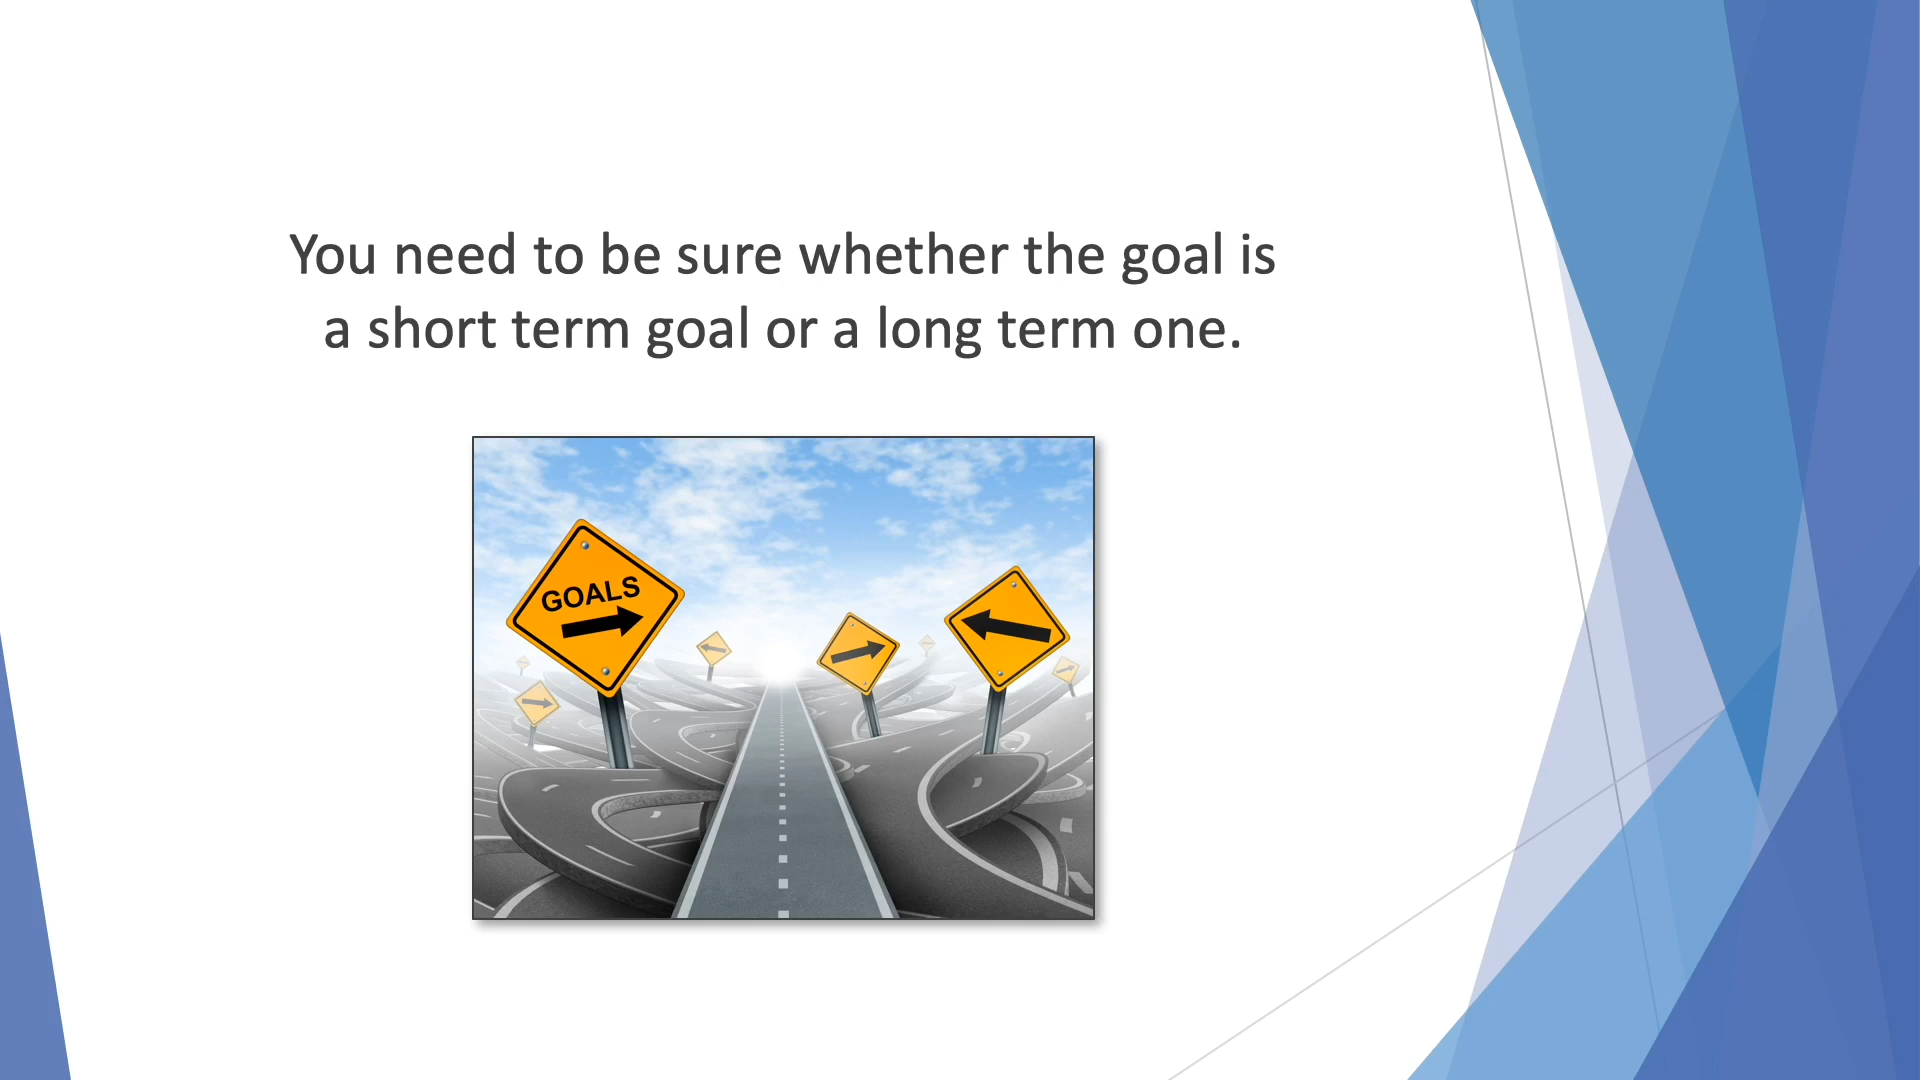 You need to be sure whether the goal is
a short term goal or a long term one.
GOALS